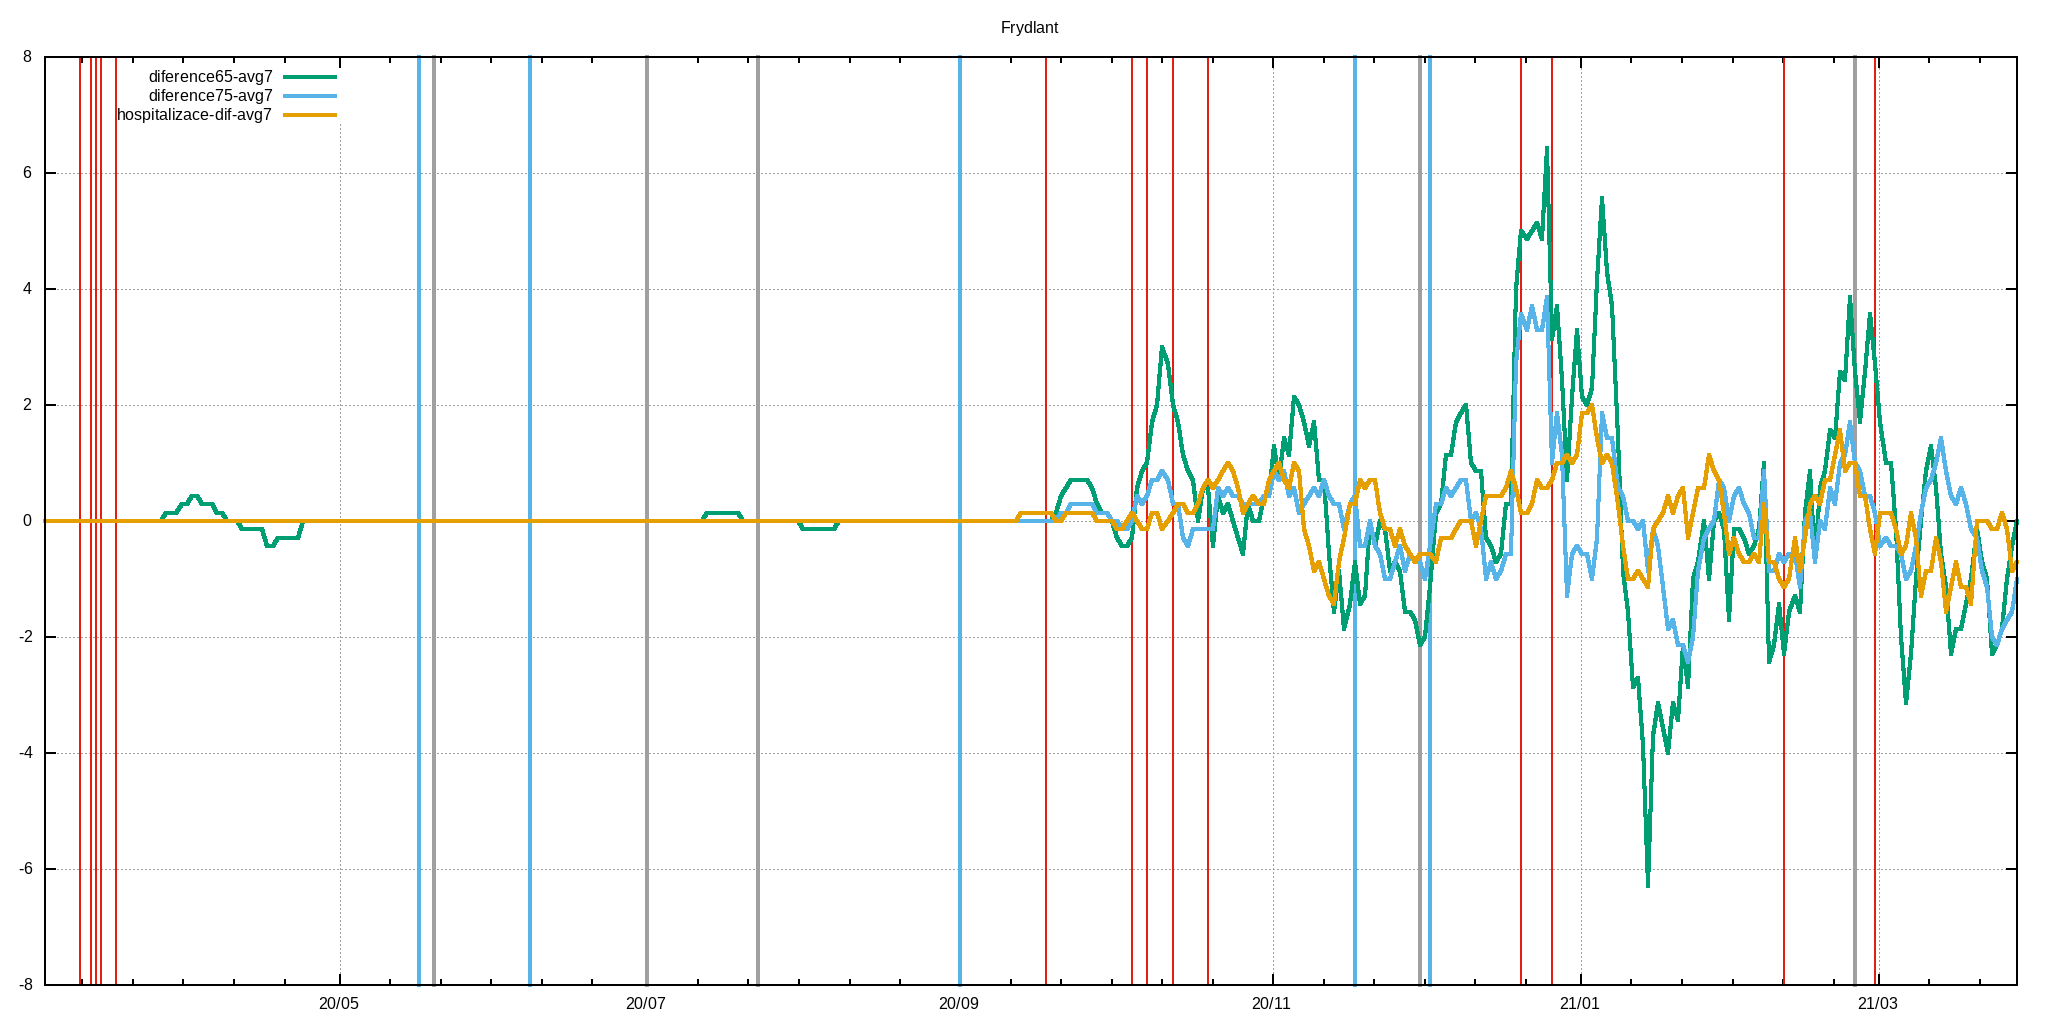 Frydlant
diference65-avg7
diference75-avg7
hospitalizace-dif-avg7
8
6
4
2
0
-2
-4
-6
-8
20/05 20/07 20/09 20/11 21/01 21/03